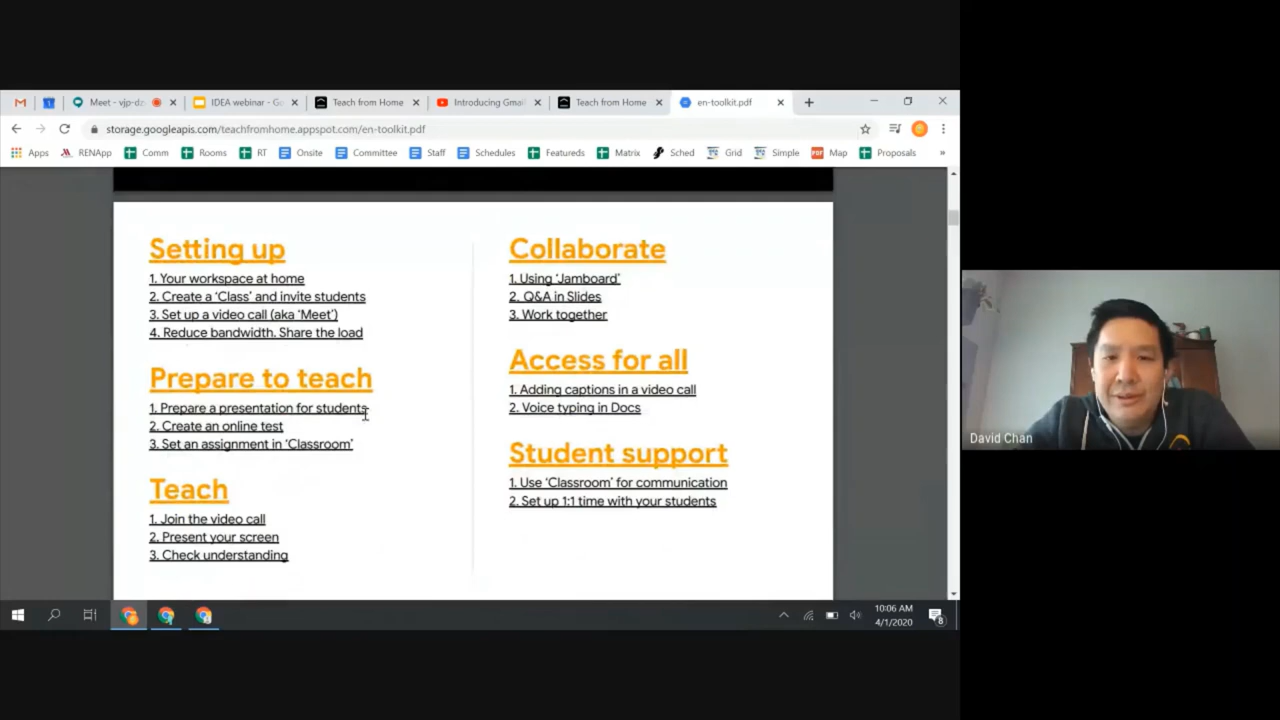 Meet - vjp-dz
IDEA webinar - Go
Teach from Home
Introducing Gmai
Teach from Home
en-toolkit.pdf
storage.googleapis.com/teachfromhome.appspot.com/en-toolkit.pdf
Apps
RENApp
Comm
Rooms
RT
Onsite
Committee
Staff
Schedules
Featureds
Matrix
Sched
Grid
Simple
Map
Proposals
»
Setting up
1. Your workspace at home
2. Create a ‘Class’ and invite students
3. Set up a video call (aka ‘Meet’)
4. Reduce bandwidth. Share the load
Prepare to teach
1. Prepare a presentation for students
2. Create an online test
3. Set an assignment in ‘Classroom’
Teach
1. Join the video call
2. Present your screen
3. Check understanding
Collaborate
1. Using ‘Jamboard’
2. Q&A in Slides
3. Work together
Access for all
1. Adding captions in a video call
2. Voice typing in Docs
Student support
1. Use ‘Classroom’ for communication
2. Set up 1:1 time with your students
David Chan
10:06 AM
4/1/2020
8